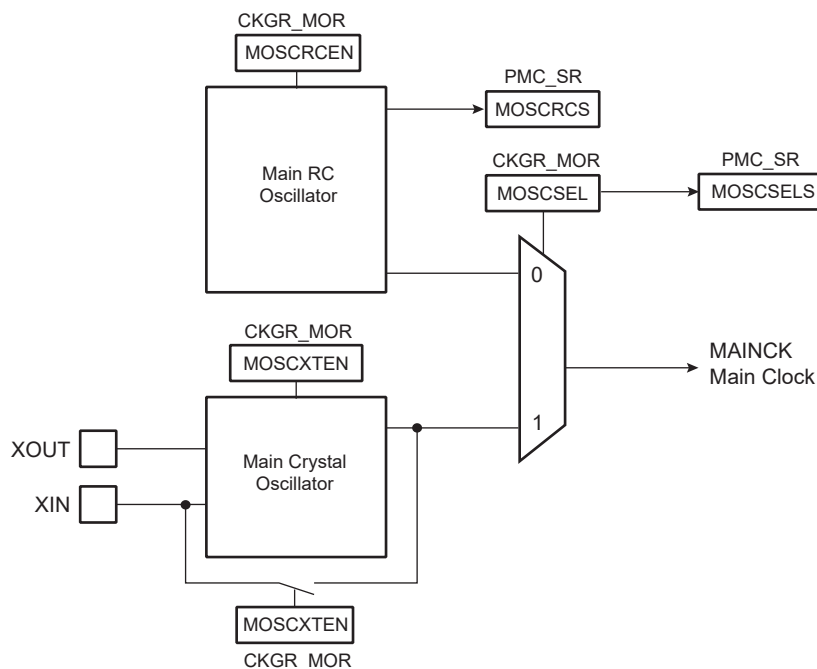 CKGR_MOR
MOSCRCEN
PMC_SR
MOSCRCS
Main RC
Oscillator
CKGR_MOR
MOSCSEL
PMC_SR
MOSCSELS
0
CKGR_MOR
MOSCXTEN
MAINCK
Main Clock
1
XOUT
Main Crystal
Oscillator
XIN
MOSCXTEN
CKGR_MOR